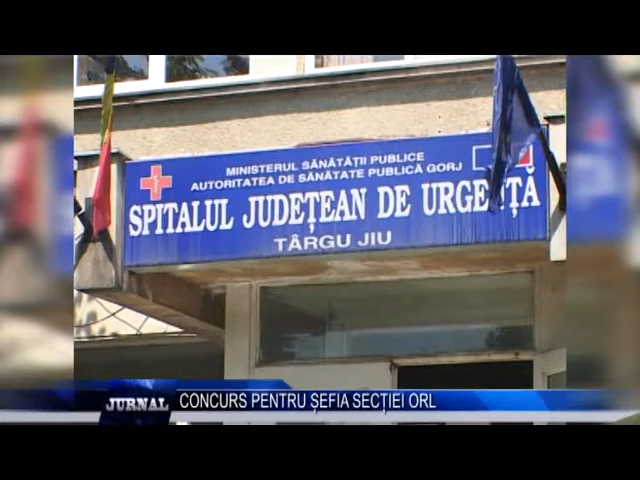 MINISTERUL SĂNĂTĂȚII PUBLICE
AUTORITATEA DE SĂNĂTATE PUBLICĂ GORJ
SPITALUL JUDEȚEAN DE URGENȚĂ
TÂRGU JIU
JURNAL
CONCURS PENTRU ȘEFIA SECȚIEI ORL